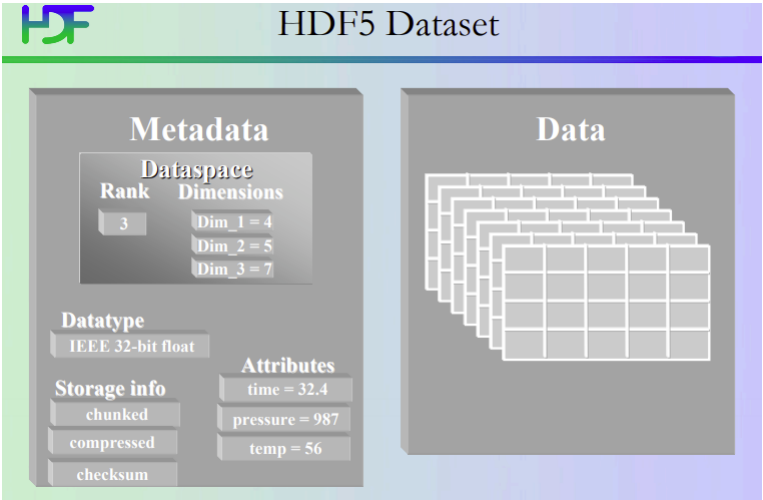 HDF
HDF5 Dataset
Metadata
Dataspace
Rank
Dimensions
3
Dim_1 = 4
Dim_2 = 5
Dim_3 = 7
Datatype
IEEE 32-bit float
Storage info
chunked
compressed
checksum
Attributes
time = 32.4
pressure = 987
temp = 56
Data